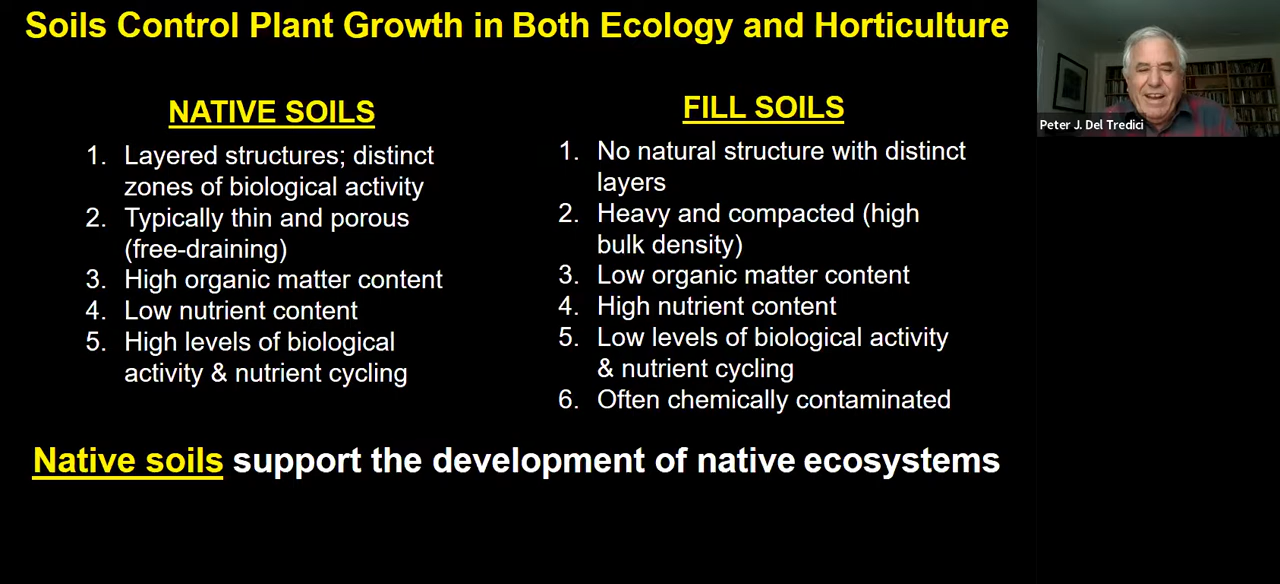 Soils Control Plant Growth in Both Ecology and Horticulture
NATIVE SOILS
1. Layered structures; distinct
zones of biological activity
2. Typically thin and porous
(free-draining)
3. High organic matter content
4. Low nutrient content
5. High levels of biological
activity & nutrient cycling
FILL SOILS
1. No natural structure with distinct
layers
2. Heavy and compacted (high
bulk density)
3. Low organic matter content
4. High nutrient content
5. Low levels of biological activity
& nutrient cycling
6. Often chemically contaminated
Native soils support the development of native ecosystems
Peter J. Del Tredici